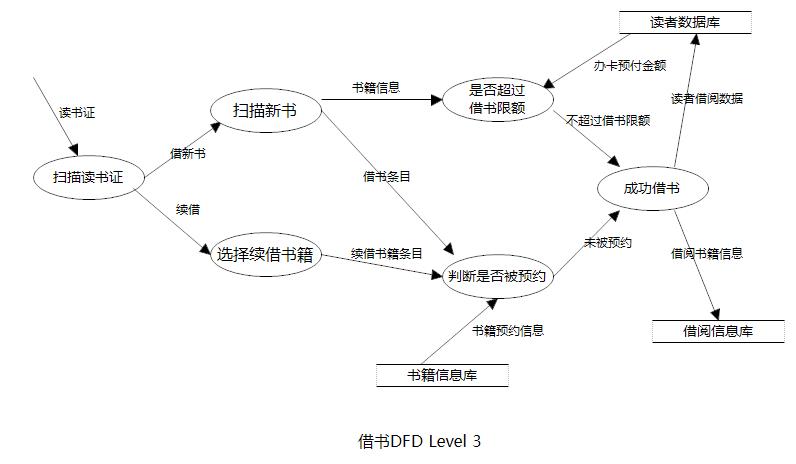 读者数据库
办卡预付金额
书籍信息
是否超过
借书限额
读者借阅数据
读书证
扫描新书
不超过借书限额
借新书
扫描读书证
借书条目
成功借书
续借
未被预约
选择续借书籍
续借书籍条目
借阅书籍信息
判断是否被预约
书籍预约信息
借阅信息库
书籍信息库
借书DFD Level 3